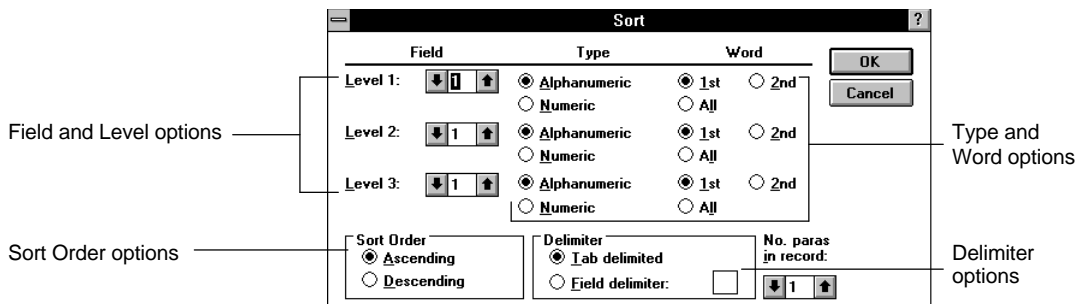 Sort ?
Field Type Word
OK
Level 1: 1 Alphanumeric 1st 2nd
Numeric All
Cancel
Field and Level options
Level 2: 1 Alphanumeric 1st 2nd
Numeric All
Type and
Word options
Level 3: 1 Alphanumeric 1st 2nd
Numeric All
Sort Order options
Sort Order
Ascending
Descending
Delimiter
Tab delimited
Field delimiter:
No. paras
in record:
1
Delimiter
options